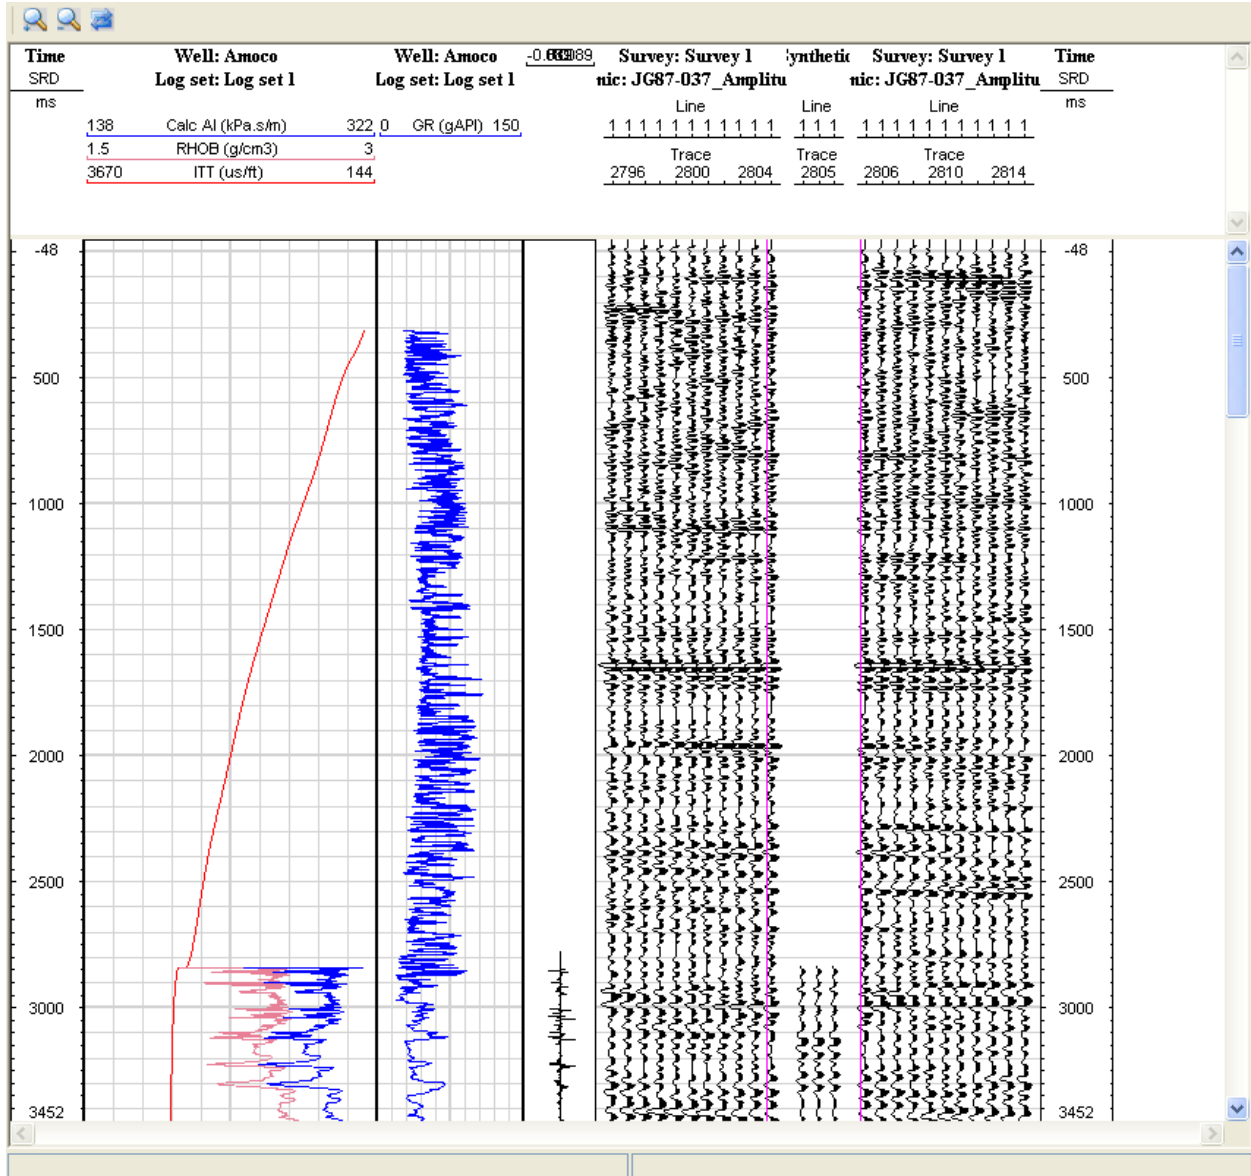 Time Well: Amoco Well: Amoco Survey: Survey 1 Survey: Survey 1 Time
SRD Log set: Log set 1 Log set: Log set 1 nic: JG87-037_Amplitu nic: JG87-037_Amplitu SRD
ms Line Line Line ms
138 Calc AI (kPa.s/m) 322 0 GR (gAPI) 150 1 1 1 1 1 1 1 1 1 1 1 1 1 1 1 1 1 1 1 1 1 1 1 1 1
1.5 RHOB (g/cm3) 3 Trace Trace Trace
3670 ITT (us/ft) 144 2796 2800 2804 2805 2806 2810 2814
-48 -48
500 500
1000 1000
1500 1500
2000 2000
2500 2500
3000 3000
3452 3452